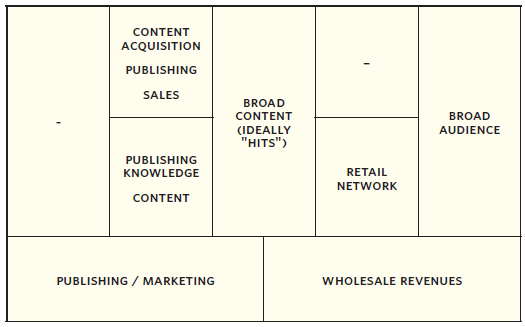 -
CONTENT
ACQUISITION
PUBLISHING
SALES
PUBLISHING
KNOWLEDGE
CONTENT
BROAD
CONTENT
(IDEALLY
"HITS")
–
RETAIL
NETWORK
BROAD
AUDIENCE
PUBLISHING / MARKETING
WHOLESALE REVENUES